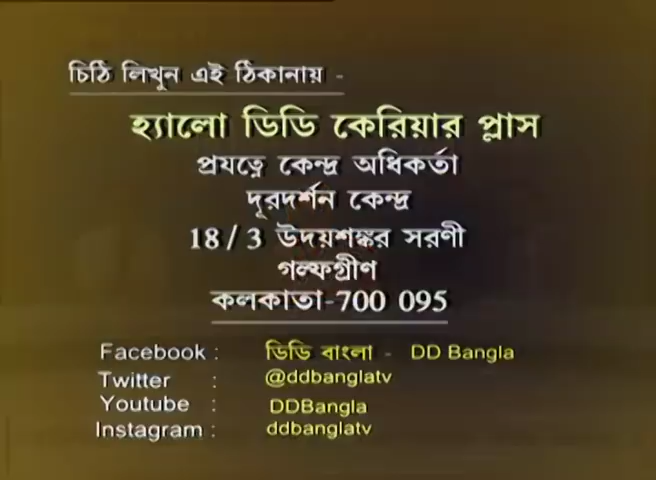 চিঠি লিখুন এই ঠিকানায় -
হ্যালো ডিডি কেরিয়ার প্লাস
প্রযত্নে কেন্দ্র অধিকর্তা
দূরদর্শন কেন্দ্র
18 / 3 উদয়শঙ্কর সরণী
গল্ফগ্রীণ
কলকাতা-700 095
Facebook : ডিডি বাংলা - DD Bangla
Twitter : @ddbanglatv
Youtube : DDBangla
Instagram : ddbanglatv